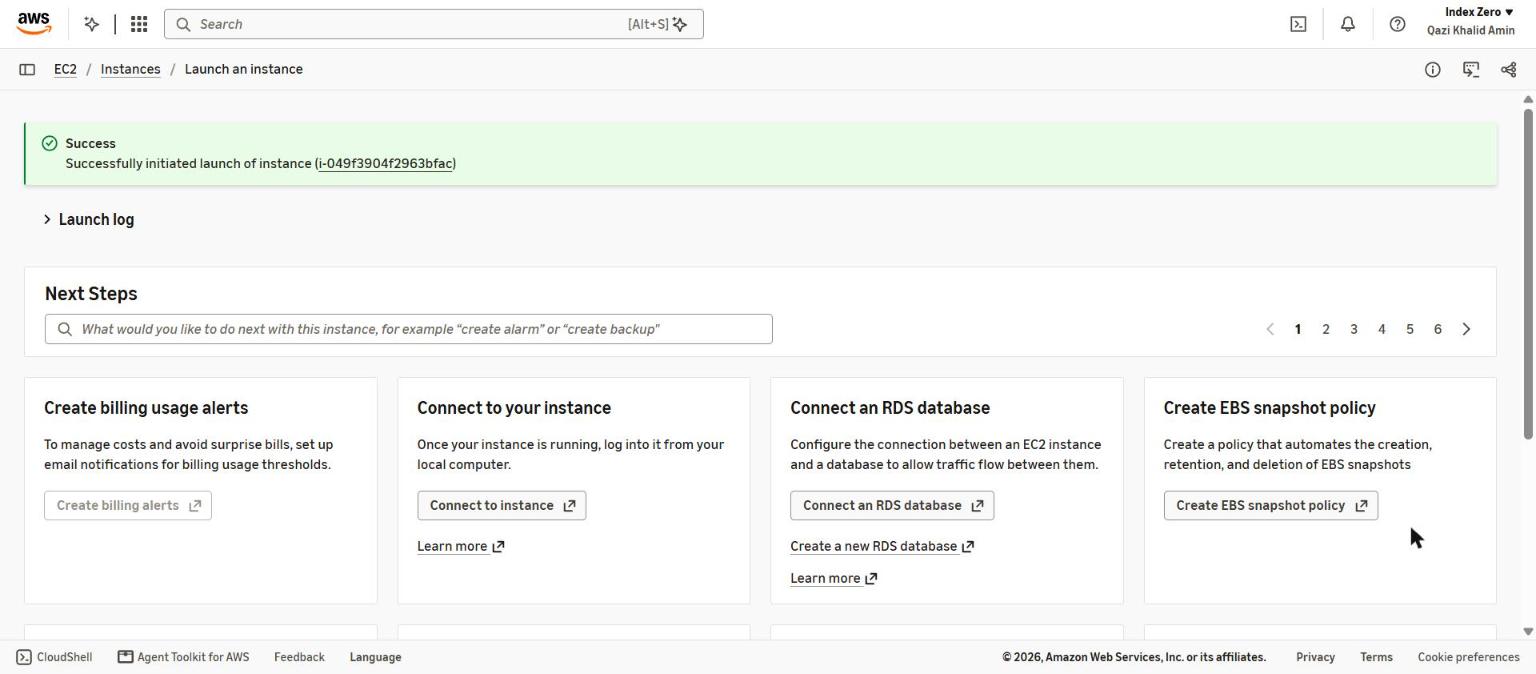 aws
Search
[Alt+S]
Index Zero
Qazi Khalid Amin
EC2 / Instances / Launch an instance
Success
Successfully initiated launch of instance (i-049f3904f2963bfac)
Launch log
Next Steps
What would you like to do next with this instance, for example “create alarm” or “create backup”
1 2 3 4 5 6
Create billing usage alerts
To manage costs and avoid surprise bills, set up
email notifications for billing usage thresholds.
Create billing alerts
Connect to your instance
Once your instance is running, log into it from your
local computer.
Connect to instance
Learn more
Connect an RDS database
Configure the connection between an EC2 instance
and a database to allow traffic flow between them.
Connect an RDS database
Create a new RDS database
Learn more
Create EBS snapshot policy
Create a policy that automates the creation,
retention, and deletion of EBS snapshots
Create EBS snapshot policy
CloudShell
Agent Toolkit for AWS
Feedback
Language
© 2026, Amazon Web Services, Inc. or its affiliates.
Privacy
Terms
Cookie preferences